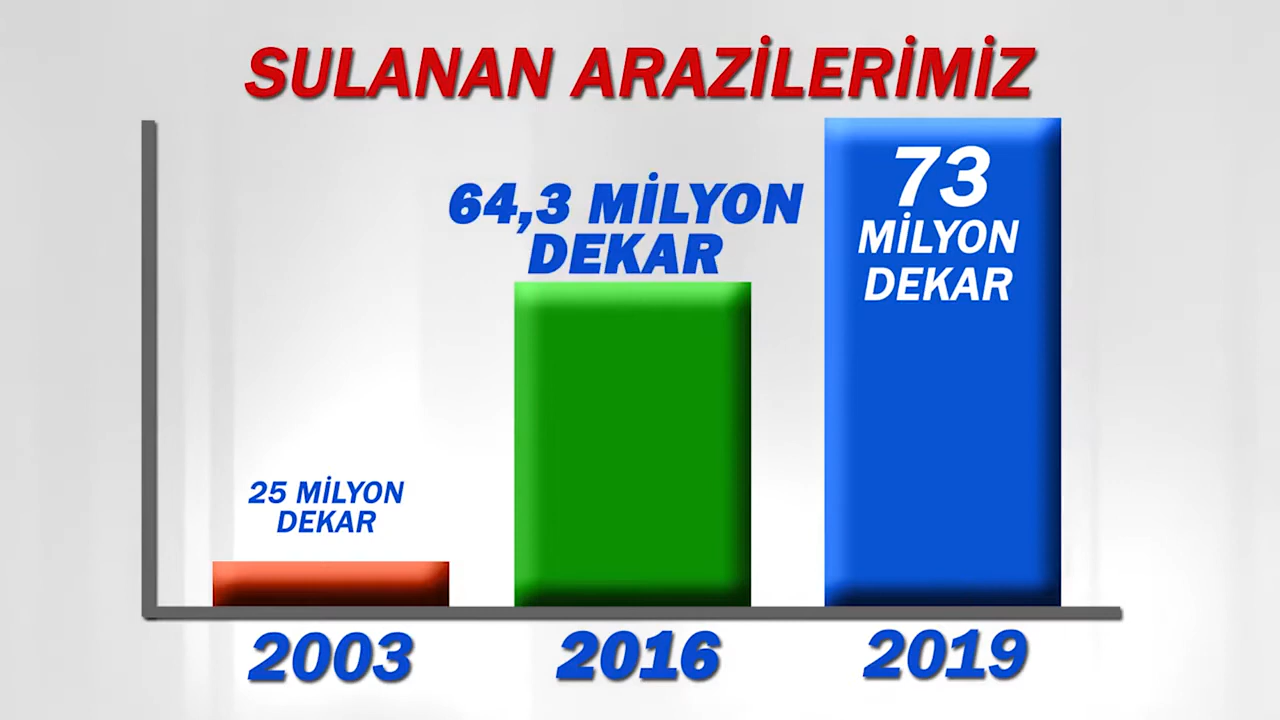 SULANAN ARAZİLERİMİZ
25 MİLYON
DEKAR
64,3 MİLYON
DEKAR
73
MİLYON
DEKAR
2003
2016
2019